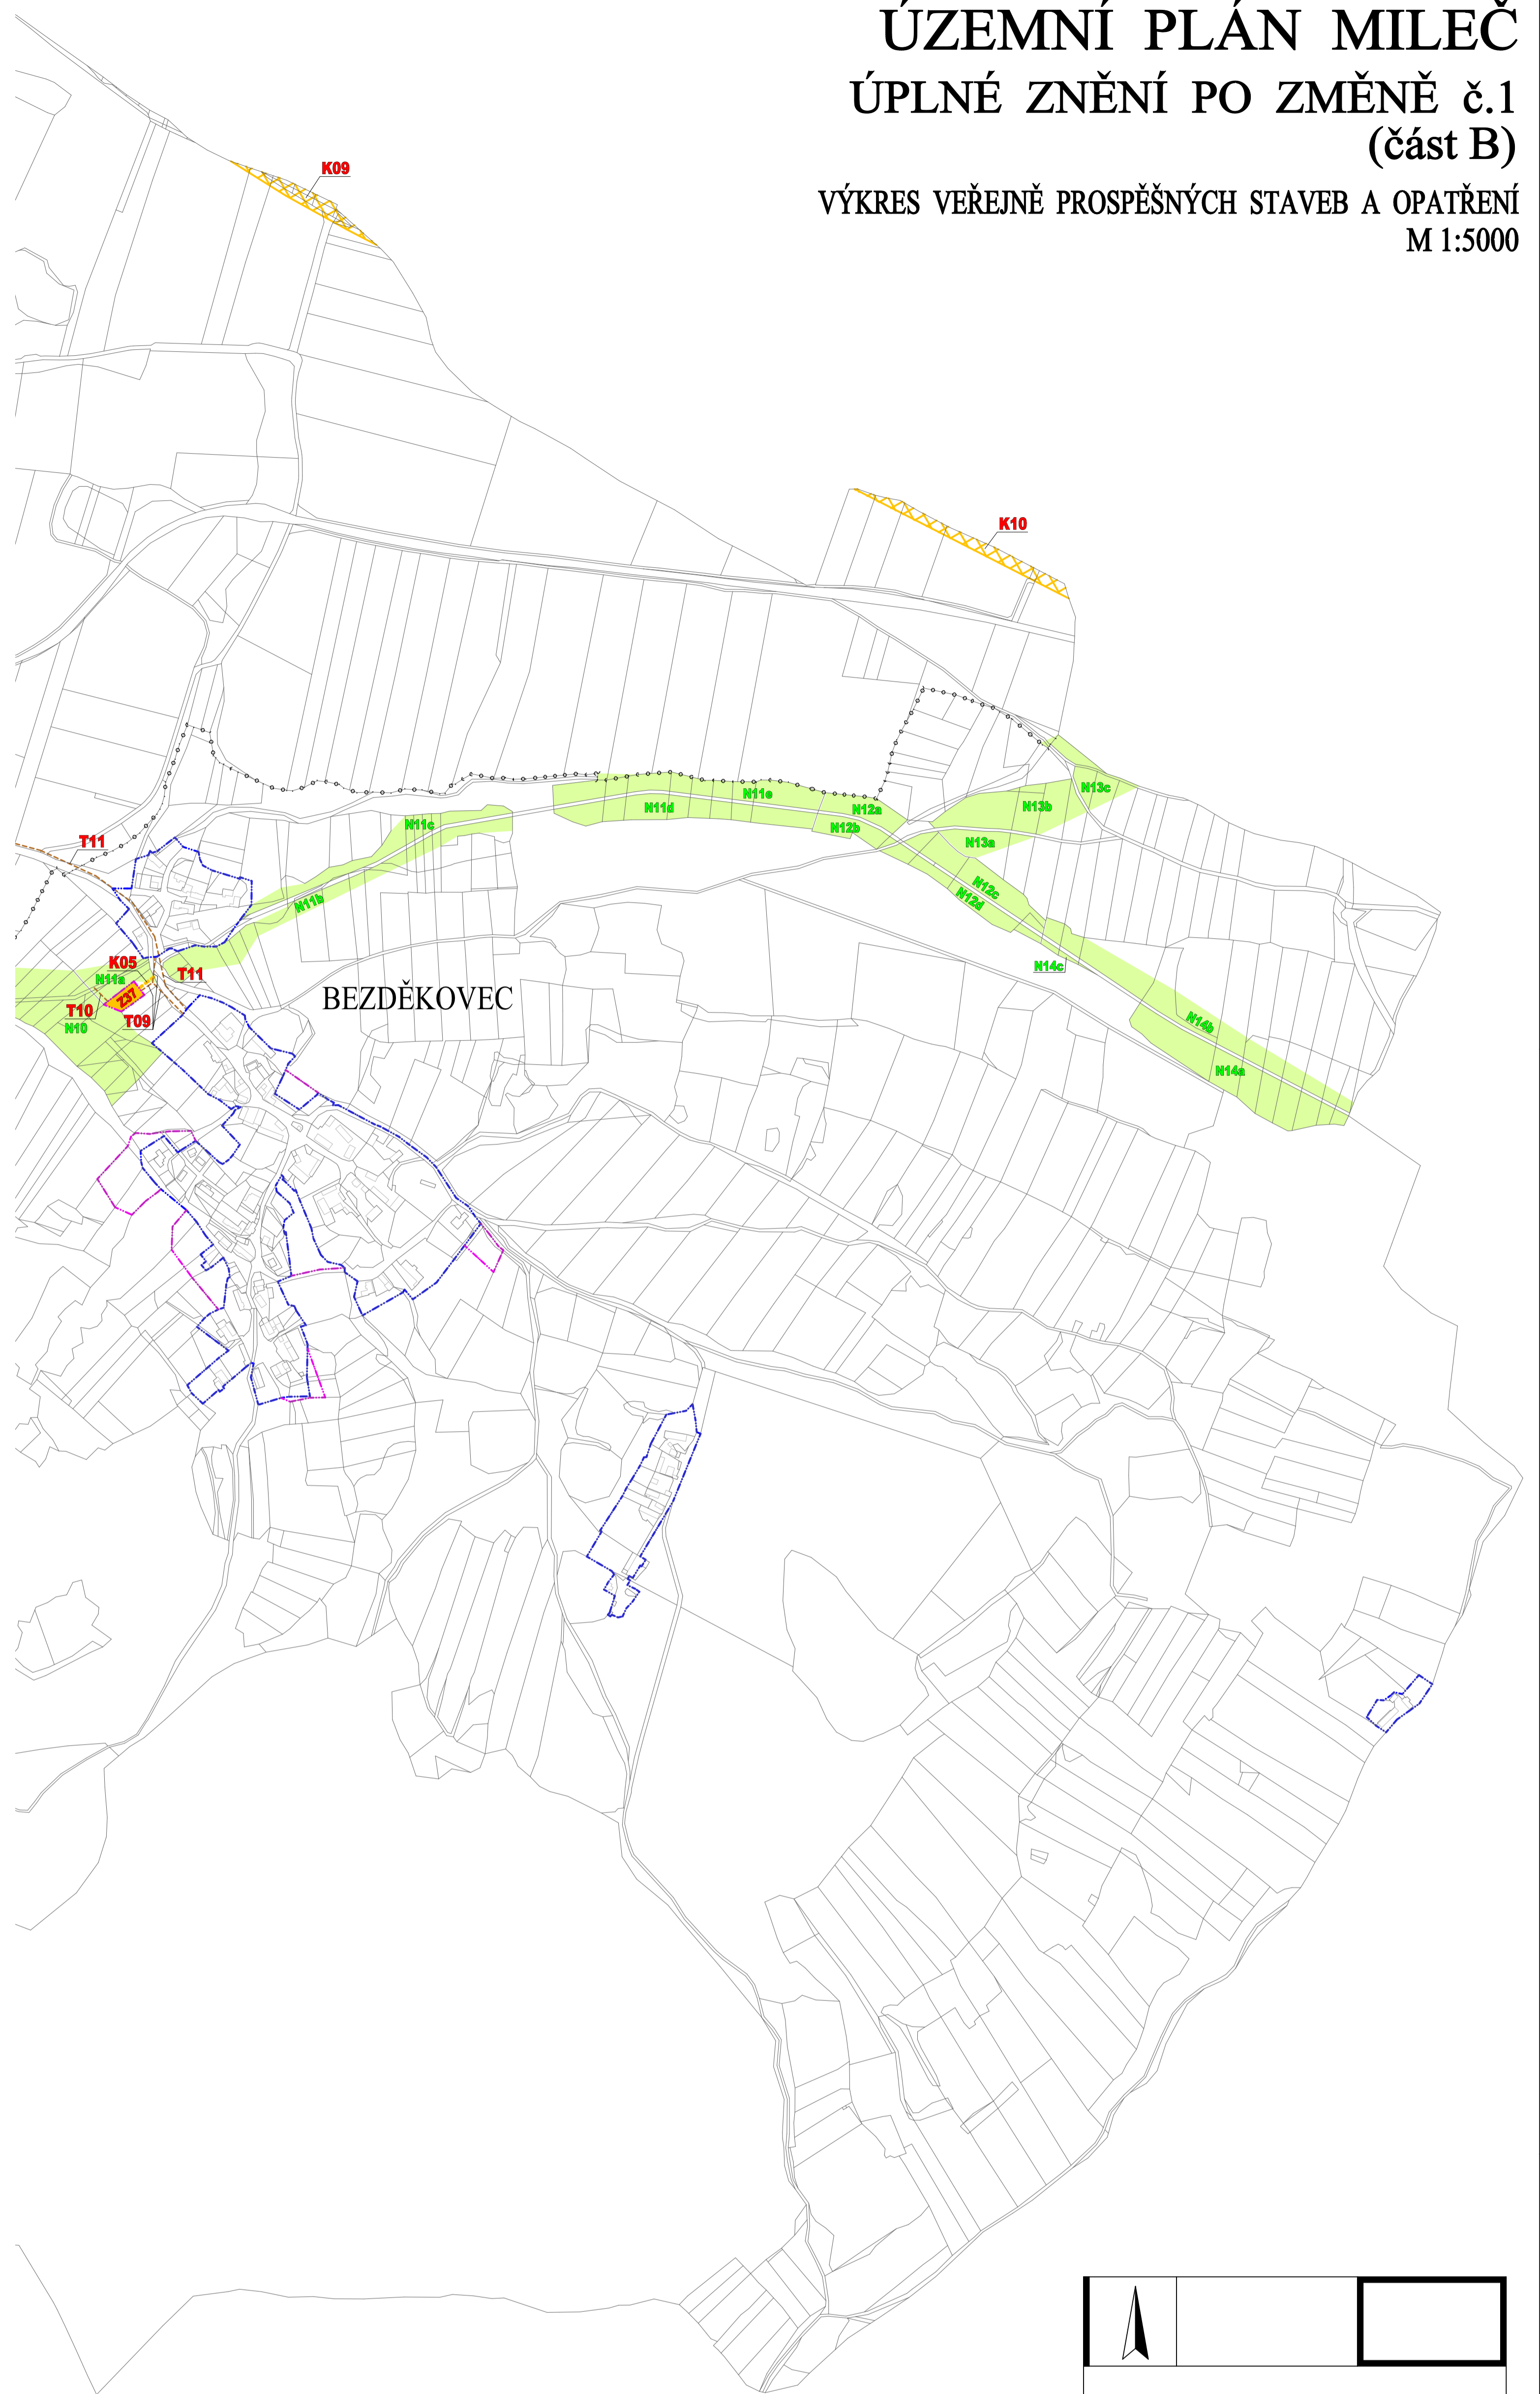 ÚZEMNÍ PLÁN MILEČ
ÚPLNÉ ZNĚNÍ PO ZMĚNĚ č.1
(část B)
VÝKRES VEŘEJNĚ PROSPĚŠNÝCH STAVEB A OPATŘENÍ
M 1:5000
K09
K10
N13c
N11e
N11d
N13b
N12a
N11c
N12b
T11
N13a
N12c
N12d
N11b
K05
N14c
T11
N11a
Z37
BEZDĚKOVEC
T10
T09
N14b
N10
N14a